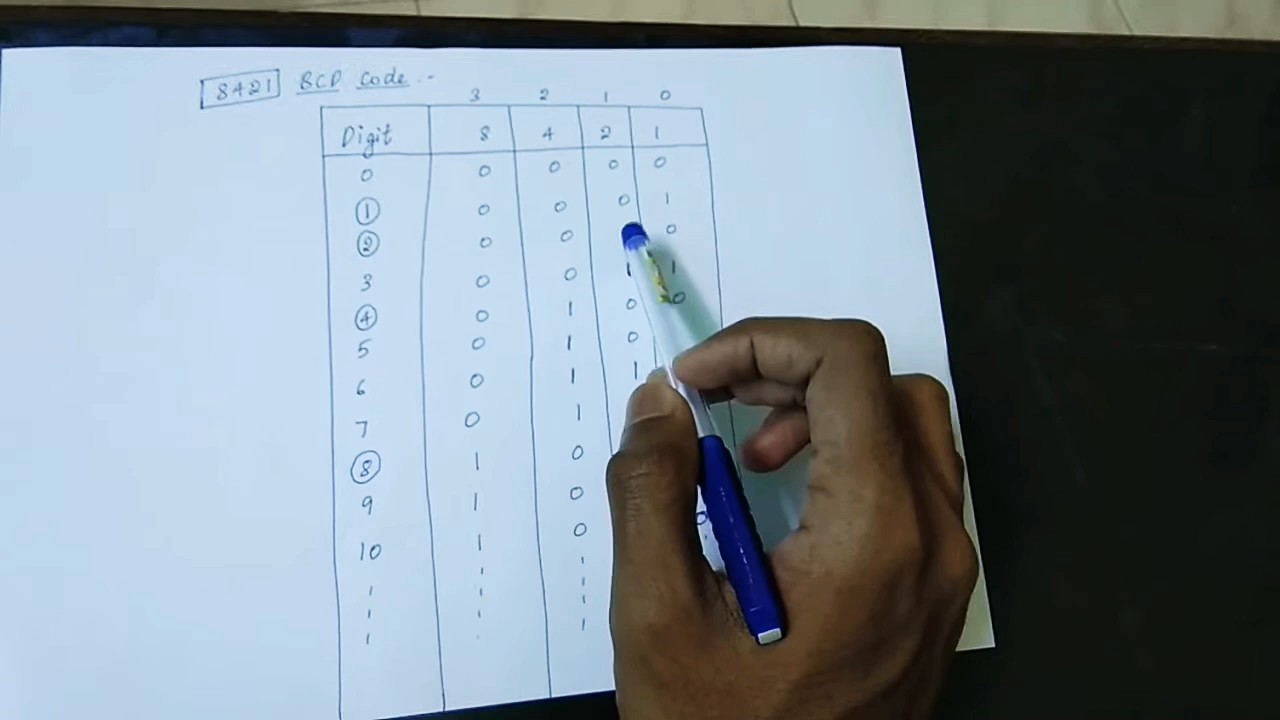 8421 BCD Code :-
3 2 1 0
Digit 8 4 2 1
0 0 0 0 0
1 0 0 0 1
2 0 0 0
3 0 0 1 1
4 0 1 0 0
5 0 1 0
6 0 1 1
7 0 1
8 1 0
9 1 0
10 1 0 0